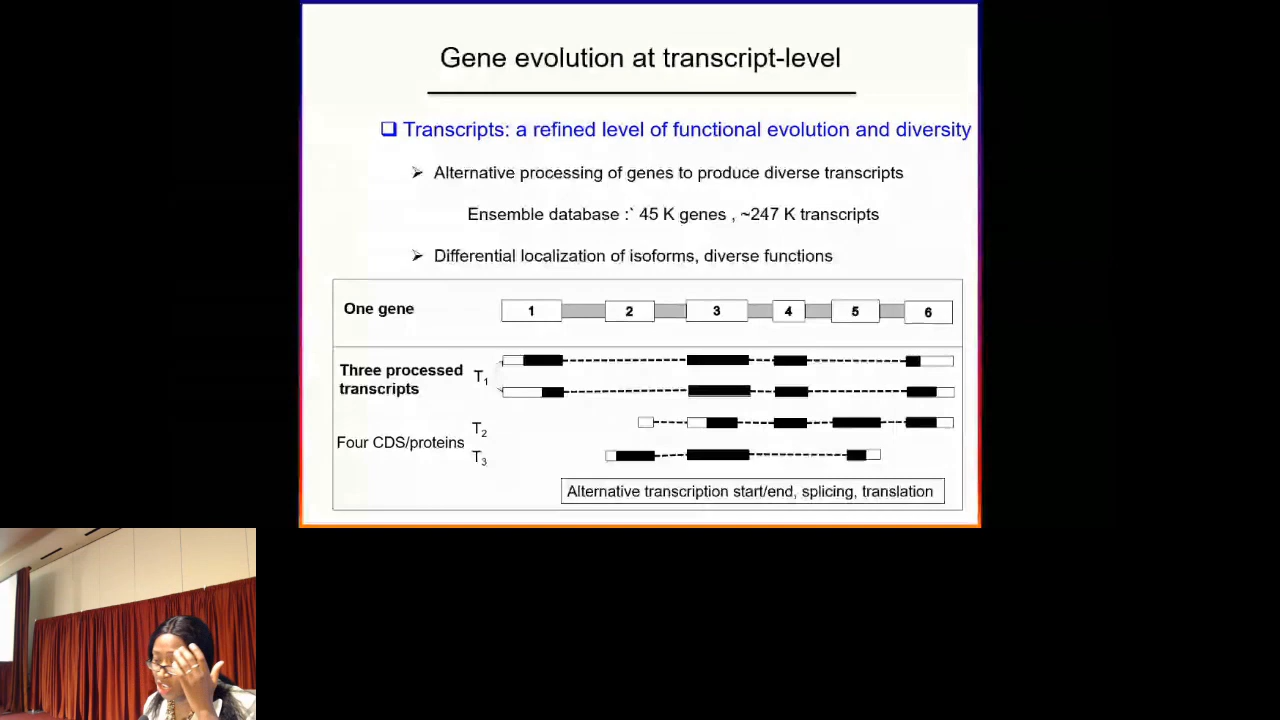 Gene evolution at transcript-level
❑ Transcripts: a refined level of functional evolution and diversity
➢ Alternative processing of genes to produce diverse transcripts
Ensemble database :` 45 K genes , ~247 K transcripts
➢ Differential localization of isoforms, diverse functions
One gene 1 2 3 4 5 6
Three processed
transcripts
T1
Four CDS/proteins
T2
T3
Alternative transcription start/end, splicing, translation